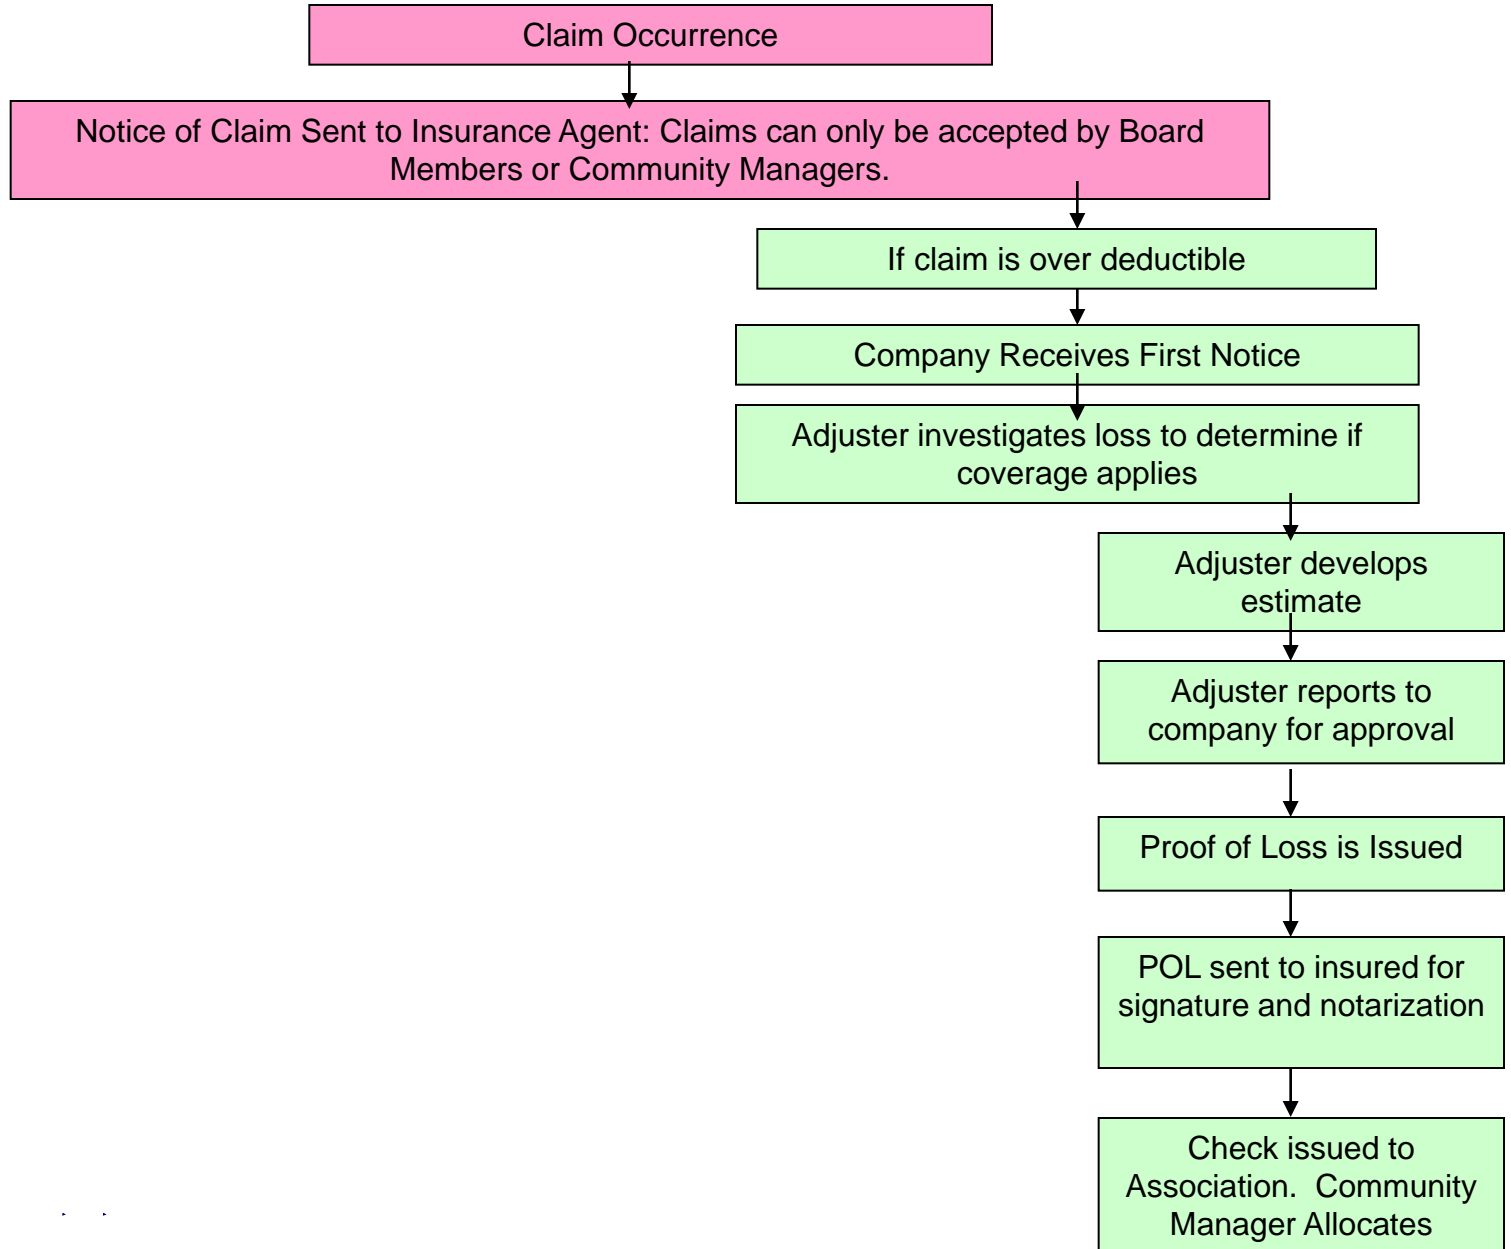 Claim Occurrence
Notice of Claim Sent to Insurance Agent: Claims can only be accepted by Board
Members or Community Managers.
If claim is over deductible
Company Receives First Notice
Adjuster investigates loss to determine if
coverage applies
Adjuster develops
estimate
Adjuster reports to
company for approval
Proof of Loss is Issued
POL sent to insured for
signature and notarization
Check issued to
Association.  Community
Manager Allocates